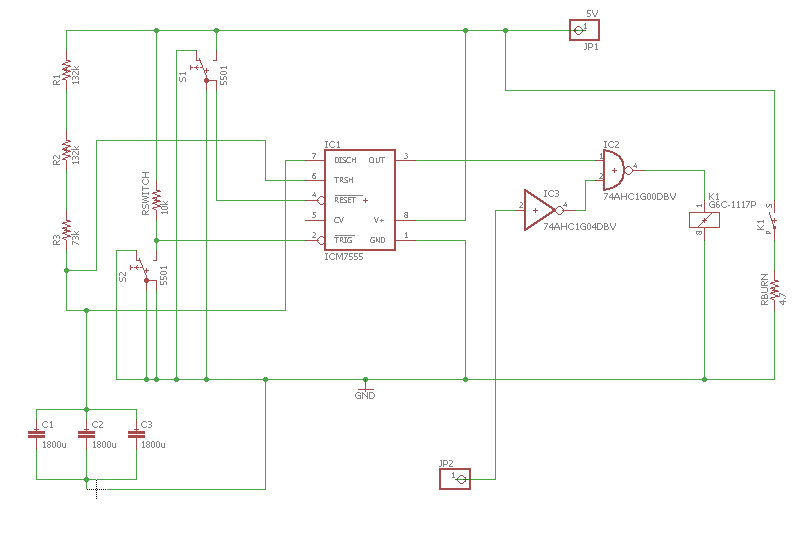 5V
1
JP1
R1
132k
R2
132k
R3
73k
S1
5501
RSWITCH
10k
S2
5501
IC1
7
DISCH
OUT
3
6
TRSH
4
RESET
5
CV
V+
8
2
TRIG
GND
1
ICM7555
IC2
1
2
4
74AHC1G00DBV
IC3
2
4
74AHC1G04DBV
K1
G6C-1117P
1
8
K1
S
P
RBURN
4.7
GND
C1
1800u
C2
1800u
C3
1800u
JP2
1